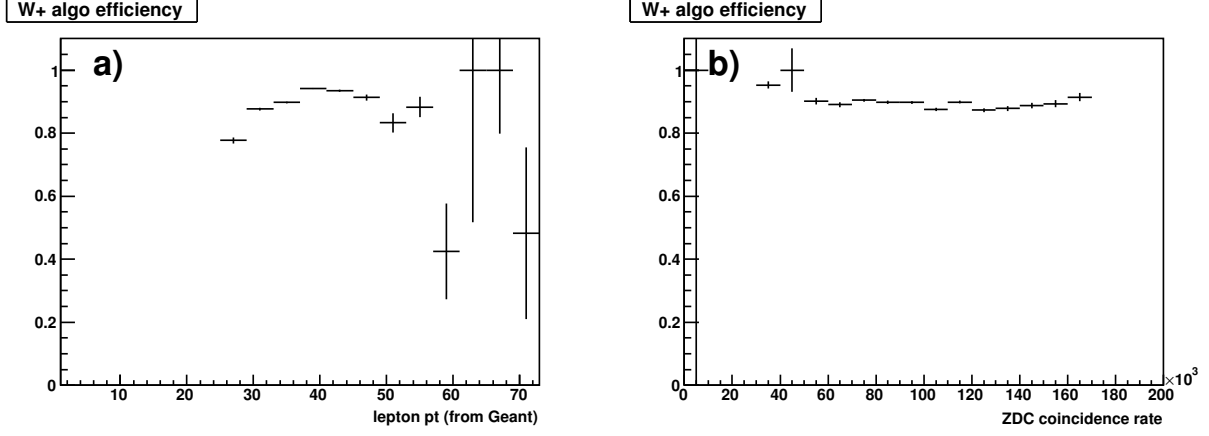 W+ algo efficiency
a)
1
0.8
0.6
0.4
0.2
0
10 20 30 40 50 60 70
lepton pt (from Geant)
W+ algo efficiency
b)
1
0.8
0.6
0.4
0.2
0
0 20 40 60 80 100 120 140 160 180 200
×10³
ZDC coincidence rate